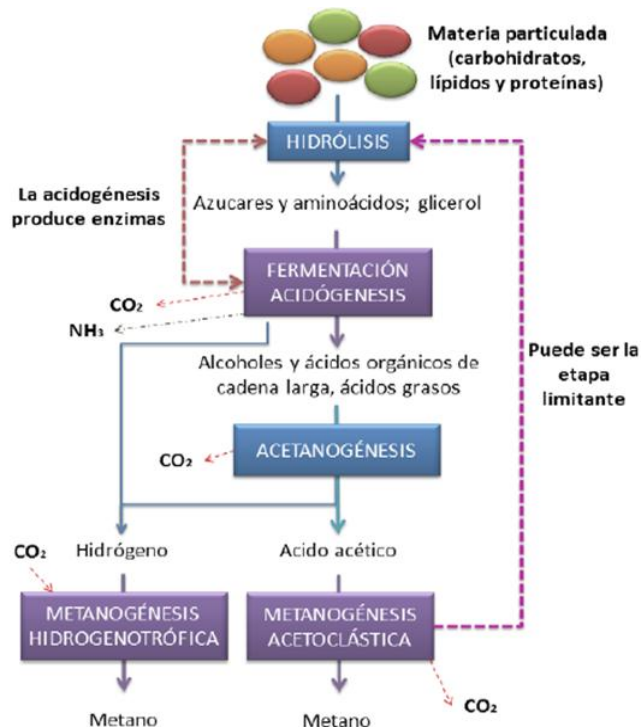 Materia particulada
(carbohidratos,
lípidos y proteínas)
HIDRÓLISIS
La acidogénesis
produce enzimas
Azucares y aminoácidos; glicerol
FERMENTACIÓN
ACIDÓGENESIS
CO₂
NH₃
Puede ser la
etapa
limitante
Alcoholes y ácidos orgánicos de
cadena larga, ácidos grasos
ACETANOGÉNESIS
CO₂
CO₂
Hidrógeno
Acido acético
METANOGÉNESIS
HIDROGENOTRÓFICA
METANOGÉNESIS
ACETOCLÁSTICA
CO₂
Metano
Metano